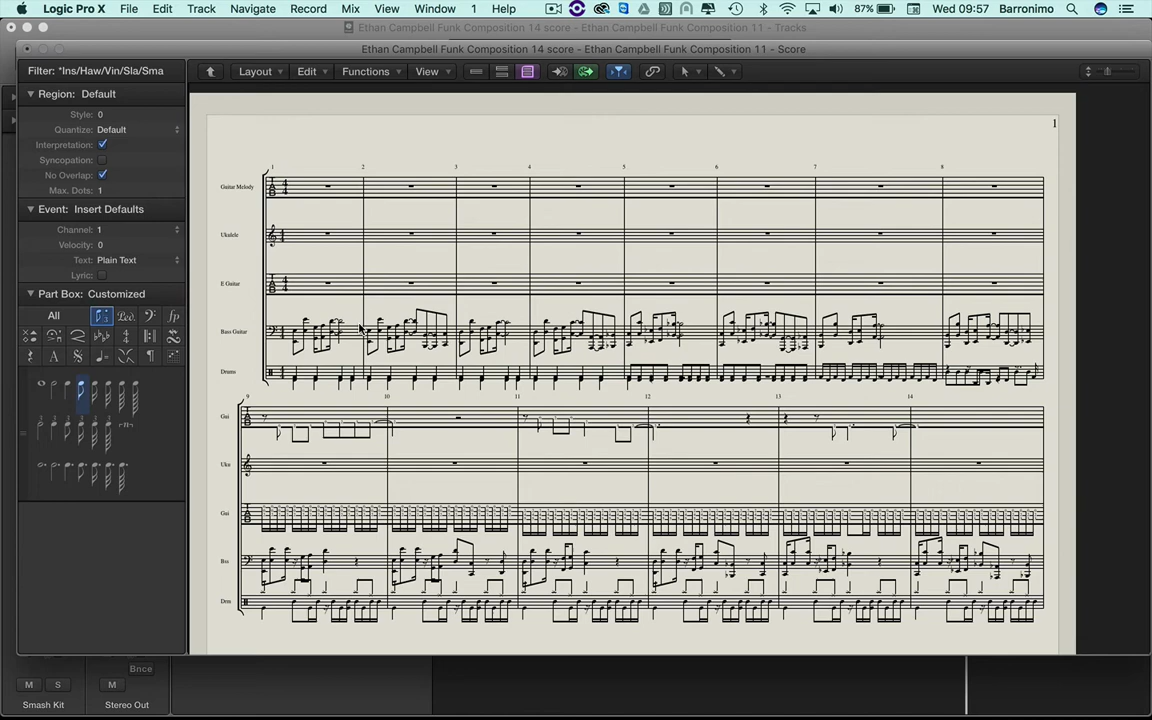 Logic Pro X File Edit Track Navigate Record Mix View Window 1 Help 87% Wed 09:57 Barronimo
Ethan Campbell Funk Composition 14 score - Ethan Campbell Funk Composition 11 - Tracks
Ethan Campbell Funk Composition 14 score - Ethan Campbell Funk Composition 11 - Score
Filter: *Ins/Haw/Vin/Sla/Sma
Layout Edit Functions View
Region: Default
Style: 0
Quantize: Default
Interpretation:
Syncopation:
No Overlap:
Max. Dots: 1
Event: Insert Defaults
Channel: 1
Velocity: 0
Text: Plain Text
Lyric:
Part Box: Customized
All
1
1 2 3 4 5 6 7 8
Guitar Melody
Ukulele
E Guitar
Bass Guitar
Drums
9 10 11 12 13 14
Gui
Uku
Gui
Bss
Drm
Bnce
M S M
Smash Kit Stereo Out